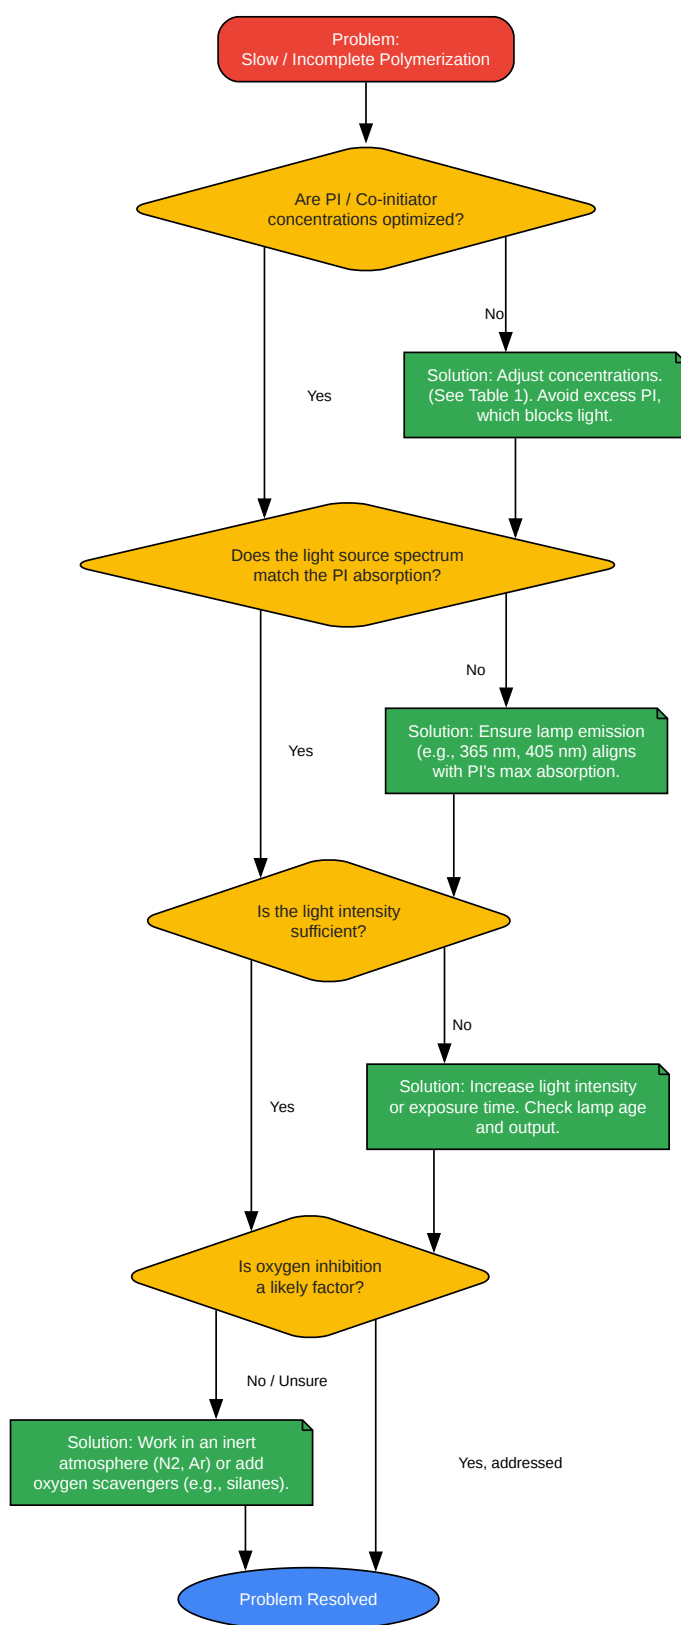 Problem:
Slow / Incomplete Polymerization
Are PI / Co-initiator
concentrations optimized?
No
Solution: Adjust concentrations.
(See Table 1). Avoid excess PI,
which blocks light.
Yes
Does the light source spectrum
match the PI absorption?
No
Solution: Ensure lamp emission
(e.g., 365 nm, 405 nm) aligns
with PI's max absorption.
Yes
Is the light intensity
sufficient?
No
Solution: Increase light intensity
or exposure time. Check lamp age
and output.
Yes
Is oxygen inhibition
a likely factor?
No / Unsure
Solution: Work in an inert
atmosphere (N2, Ar) or add
oxygen scavengers (e.g., silanes).
Yes, addressed
Problem Resolved